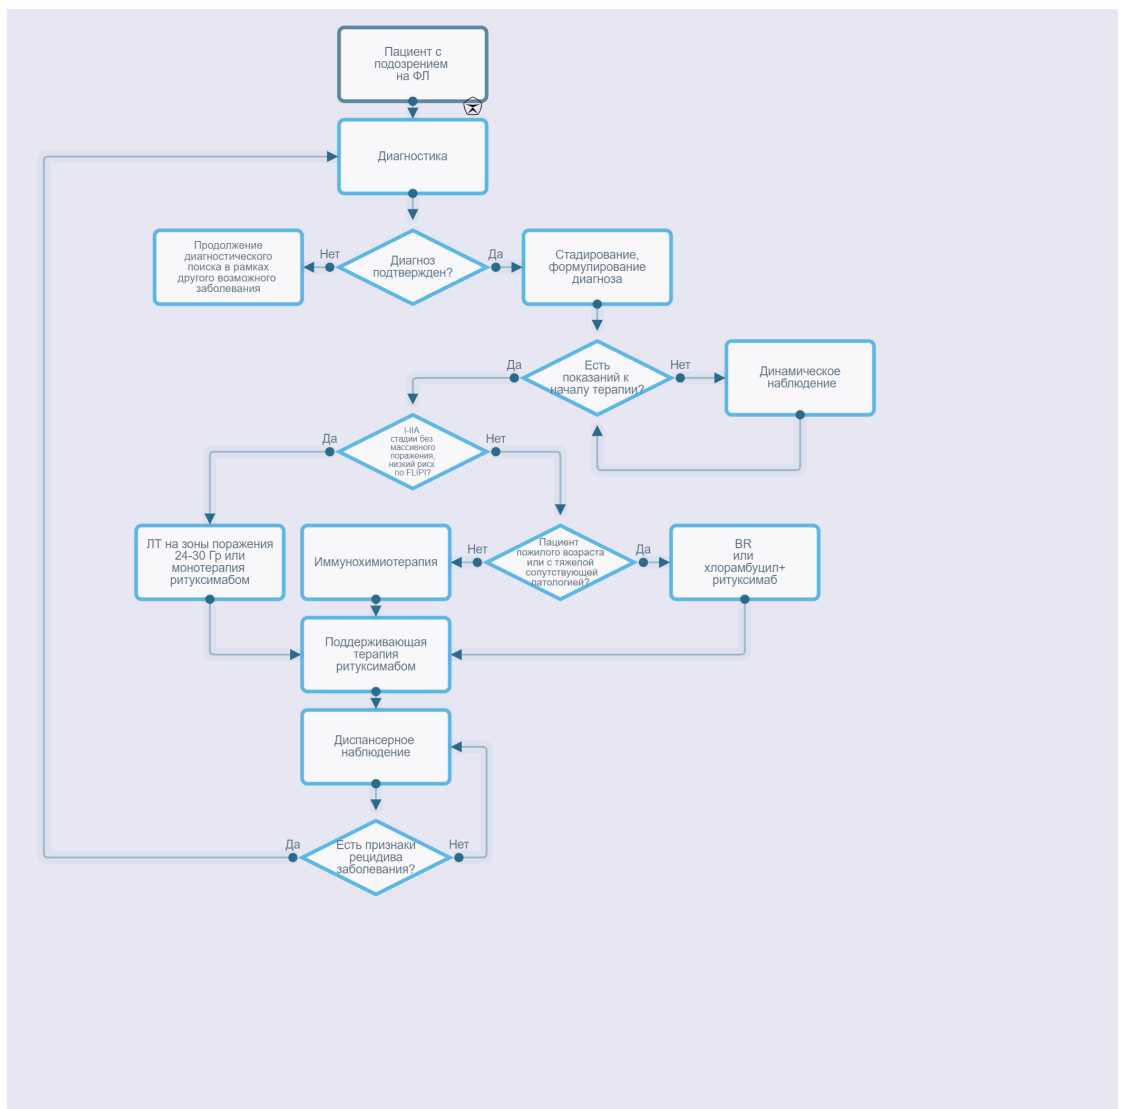 Пациент с
подозрением
на ФЛ
Диагностика
Продолжение
диагностического
поиска в рамках
другого возможного
заболевания
Нет
Диагноз
подтвержден?
Да
Стадирование,
формулирование
диагноза
Да
Есть
показаний к
началу терапии?
Нет
Динамическое
наблюдение
Да
I-IIA
стадии без
массивного
поражения,
низкий риск
по FLIPI?
Нет
ЛТ на зоны поражения
24-30 Гр или
монотерапия
ритуксимабом
Иммунохимиотерапия
Нет
Пациент
пожилого возраста
или с тяжелой
сопутствующей
патологией?
Да
BR
или
хлорамбуцил+
ритуксимаб
Поддерживающая
терапия
ритуксимабом
Диспансерное
наблюдение
Да
Есть признаки
рецидива
заболевания?
Нет